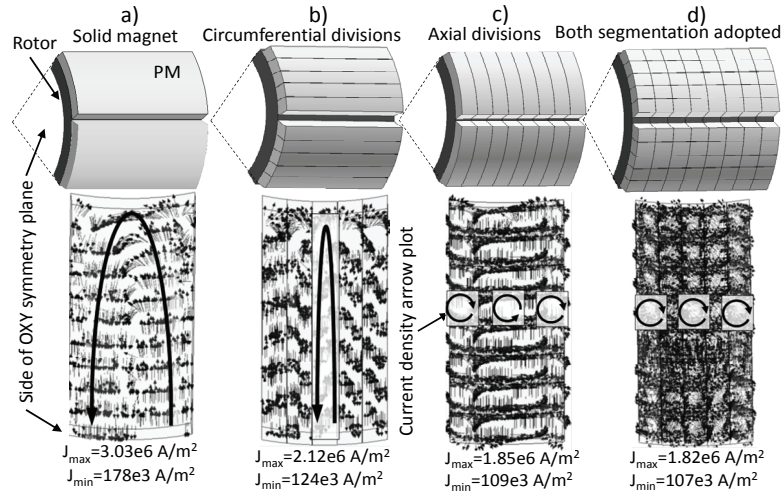 a)
Solid magnet
b)
Circumferential divisions
c)
Axial divisions
d)
Both segmentation adopted
Rotor
PM
Side of OXY symmetry plane
Current density arrow plot
Jmax=3.03e6 A/m²
Jmin=178e3 A/m²
Jmax=2.12e6 A/m²
Jmin=124e3 A/m²
Jmax=1.85e6 A/m²
Jmin=109e3 A/m²
Jmax=1.82e6 A/m²
Jmin=107e3 A/m²